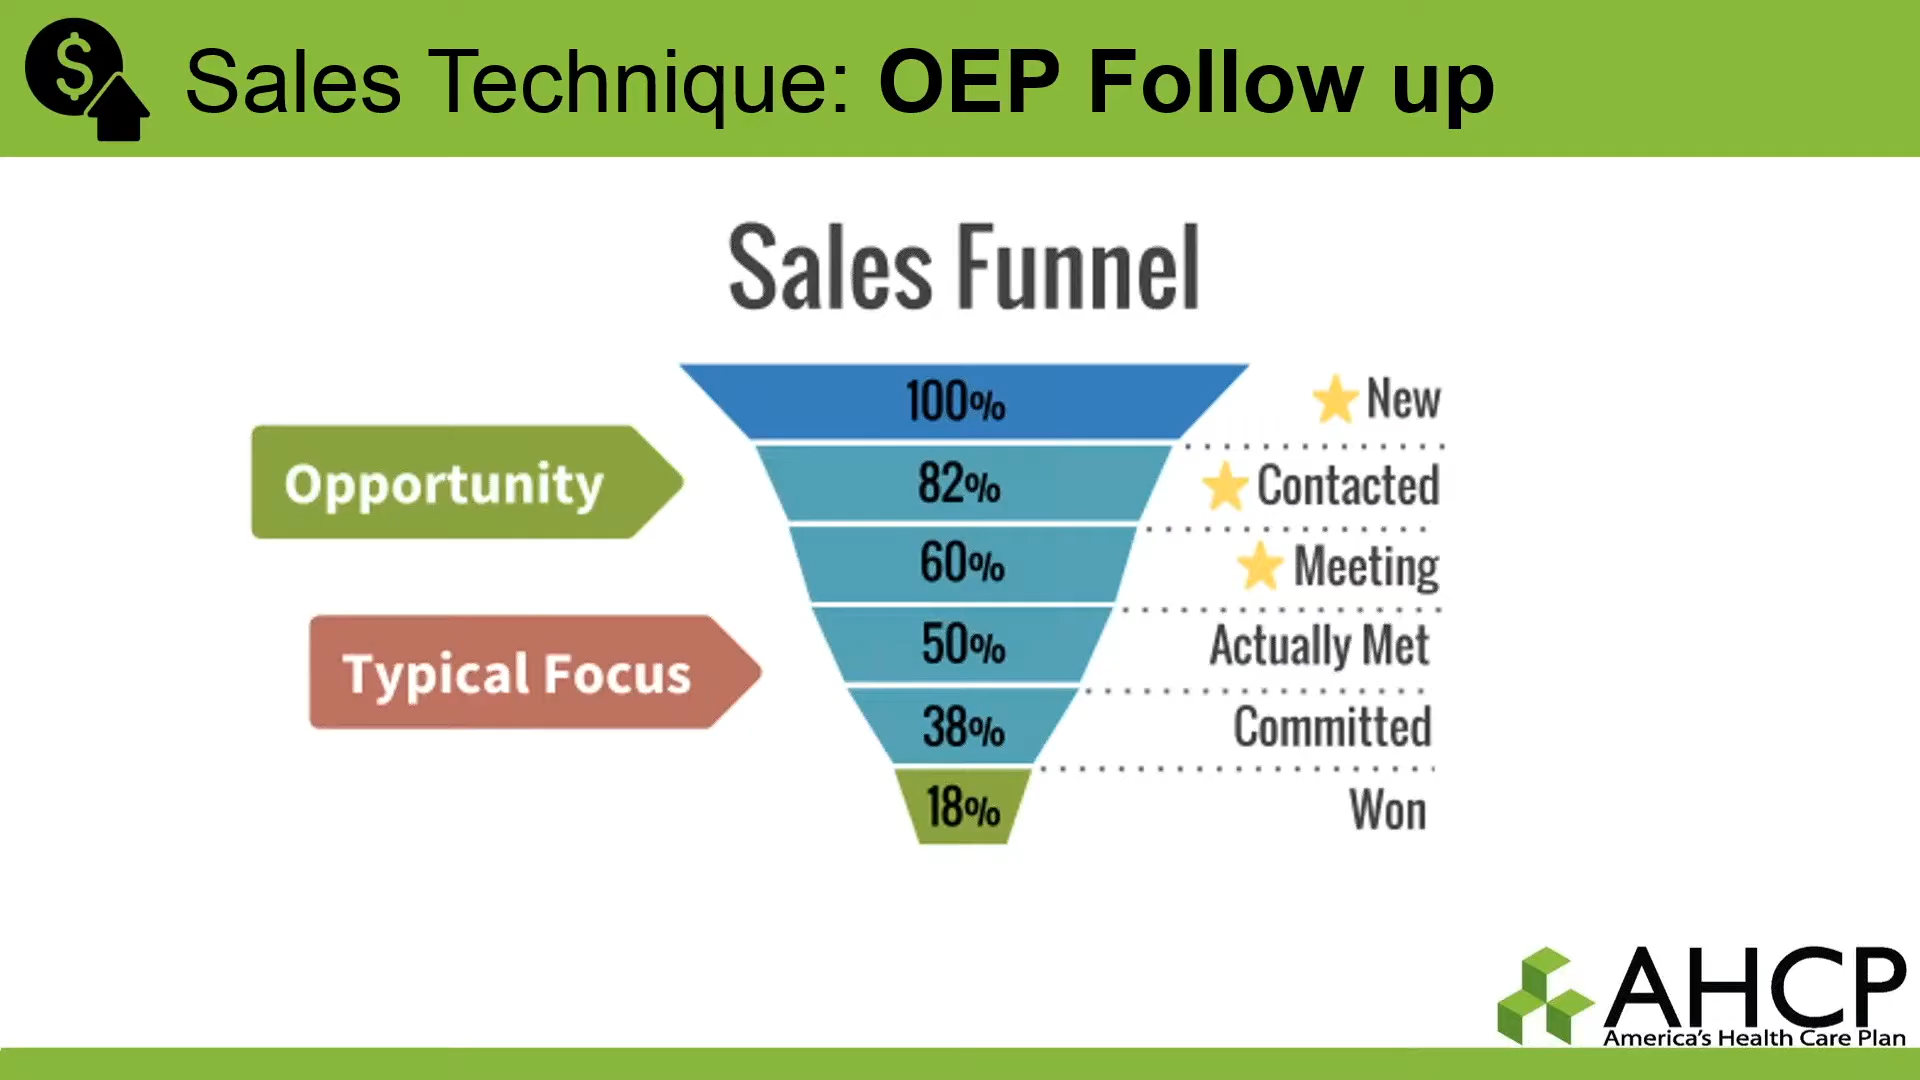 $
Sales Technique: OEP Follow up
Sales Funnel
100%
New
Opportunity
82%
Contacted
60%
Meeting
50%
Actually Met
Typical Focus
38%
Committed
18%
Won
AHCP
America's Health Care Plan